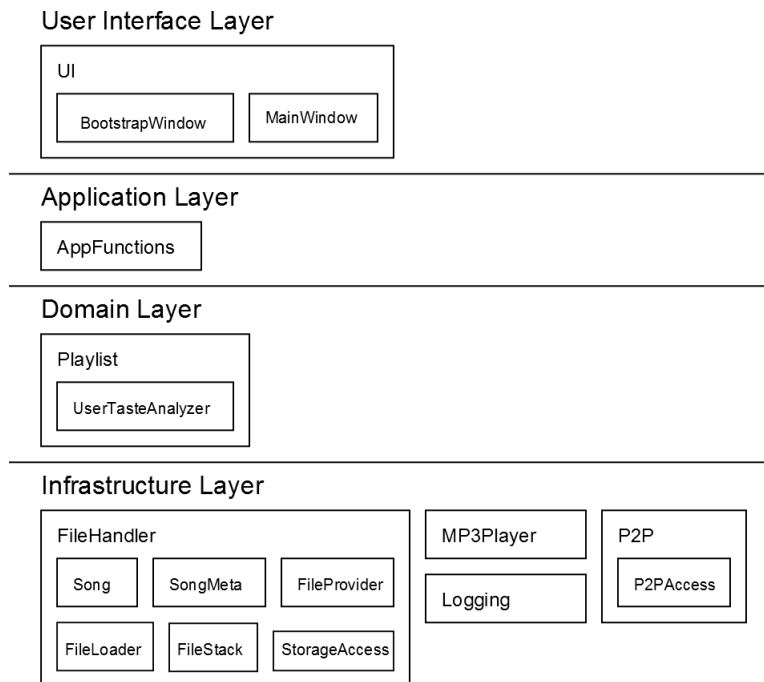 User Interface Layer
UI
BootstrapWindow
MainWindow
Application Layer
AppFunctions
Domain Layer
Playlist
UserTasteAnalyzer
Infrastructure Layer
FileHandler
Song
SongMeta
FileProvider
FileLoader
FileStack
StorageAccess
MP3Player
Logging
P2P
P2PAccess